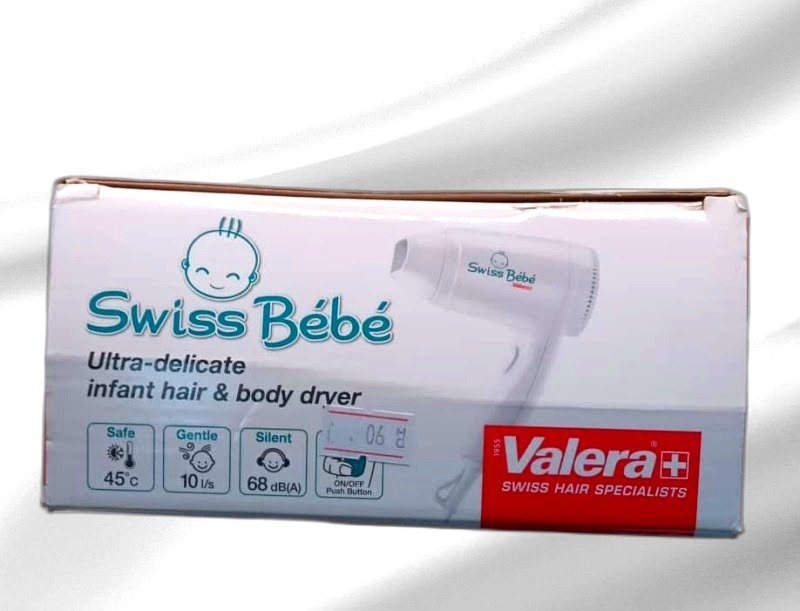 Swiss Bébé
Swiss Bébé
Ultra-delicate
infant hair & body dryer
Safe
45°c
Gentle
10 l/s
Silent
68 dB(A)
06
ON/OFF
Push Button
1955
Valera®
SWISS HAIR SPECIALISTS